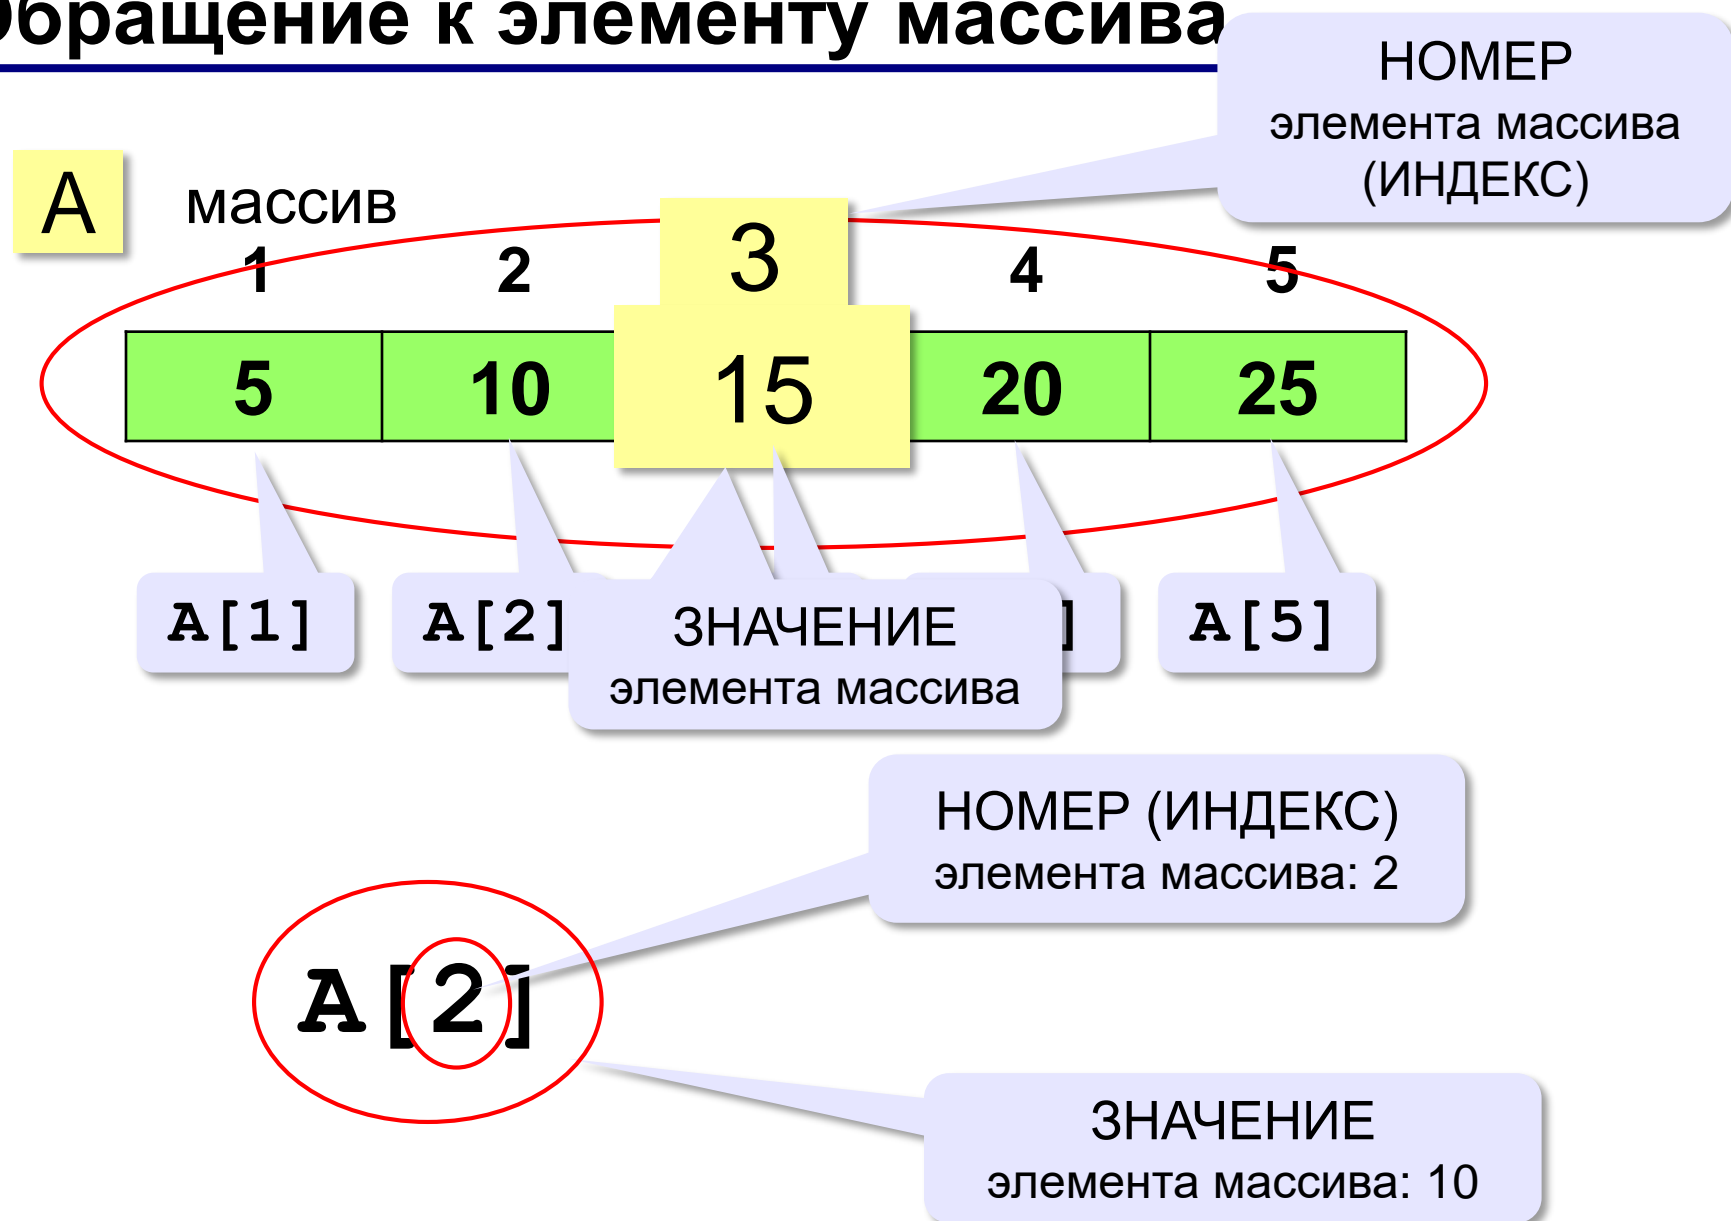 Обращение к элементу массива
НОМЕР
элемента массива
(ИНДЕКС)
A
массив
1 2 3 4 5
5 10 15 20 25
A[1] A[2] ] A[5]
ЗНАЧЕНИЕ
элемента массива
НОМЕР (ИНДЕКС)
элемента массива: 2
A[2]
ЗНАЧЕНИЕ
элемента массива: 10